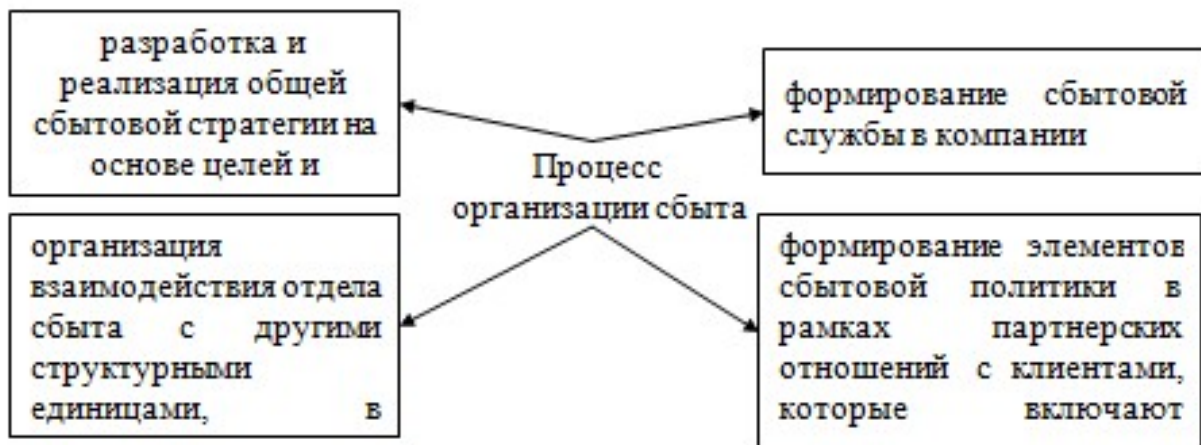 разработка и
реализация общей
сбытовой стратегии на
основе целей и
формирование сбытовой
службы в компании
Процесс
организации сбыта
организация
взаимодействия отдела
сбыта с другими
структурными
единицами, в
формирование элементов
сбытовой политики в
рамках партнерских
отношений с клиентами,
которые включают